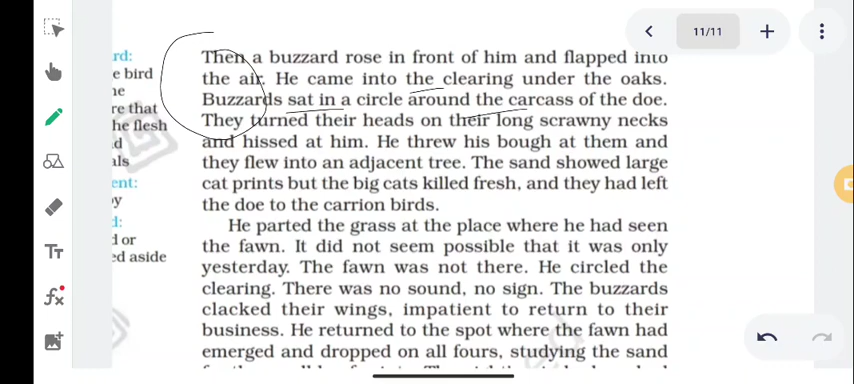 11/11
rd:
e bird
ne
re that
he flesh
d
als
ent:
oy
d:
d or
ed aside
Then a buzzard rose in front of him and flapped into
the air. He came into the clearing under the oaks.
Buzzards sat in a circle around the carcass of the doe.
They turned their heads on their long scrawny necks
and hissed at him. He threw his bough at them and
they flew into an adjacent tree. The sand showed large
cat prints but the big cats killed fresh, and they had left
the doe to the carrion birds.
He parted the grass at the place where he had seen
the fawn. It did not seem possible that it was only
yesterday. The fawn was not there. He circled the
clearing. There was no sound, no sign. The buzzards
clacked their wings, impatient to return to their
business. He returned to the spot where the fawn had
emerged and dropped on all fours, studying the sand
Tт
fx